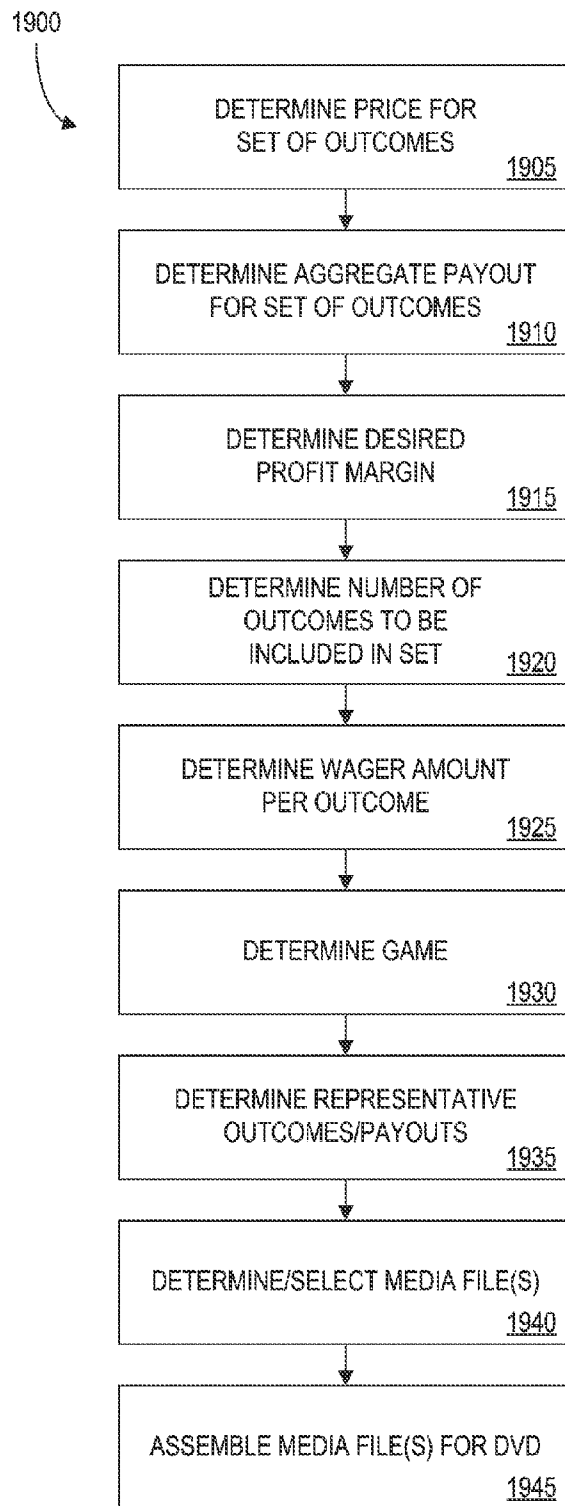 1900
DETERMINE PRICE FOR
SET OF OUTCOMES
1905
DETERMINE AGGREGATE PAYOUT
FOR SET OF OUTCOMES
1910
DETERMINE DESIRED
PROFIT MARGIN
1915
DETERMINE NUMBER OF
OUTCOMES TO BE
INCLUDED IN SET
1920
DETERMINE WAGER AMOUNT
PER OUTCOME
1925
DETERMINE GAME
1930
DETERMINE REPRESENTATIVE
OUTCOMES/PAYOUTS
1935
DETERMINE/SELECT MEDIA FILE(S)
1940
ASSEMBLE MEDIA FILE(S) FOR DVD
1945